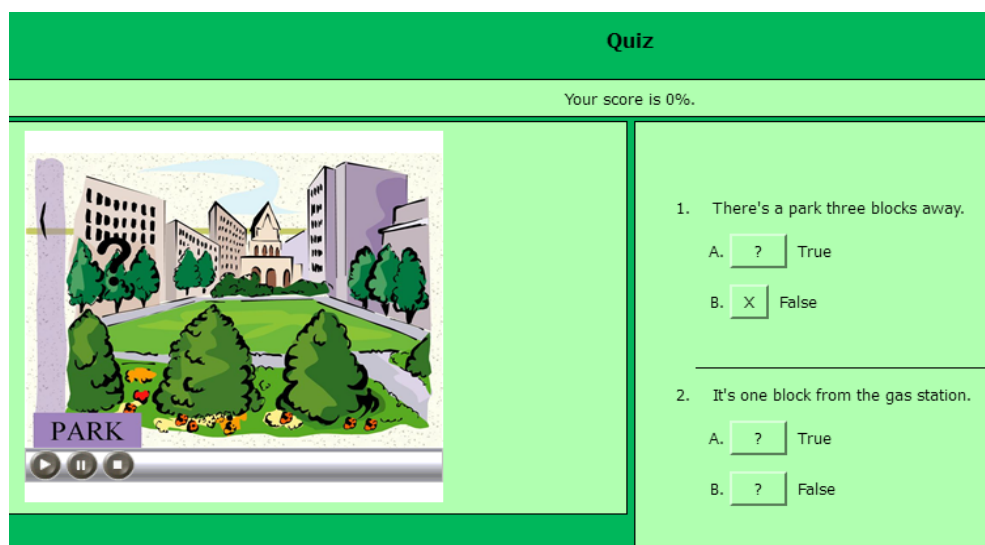 Quiz
Your score is 0%.
?
PARK
1. There's a park three blocks away.
A. ? True
B. X False
2. It's one block from the gas station.
A. ? True
B. ? False